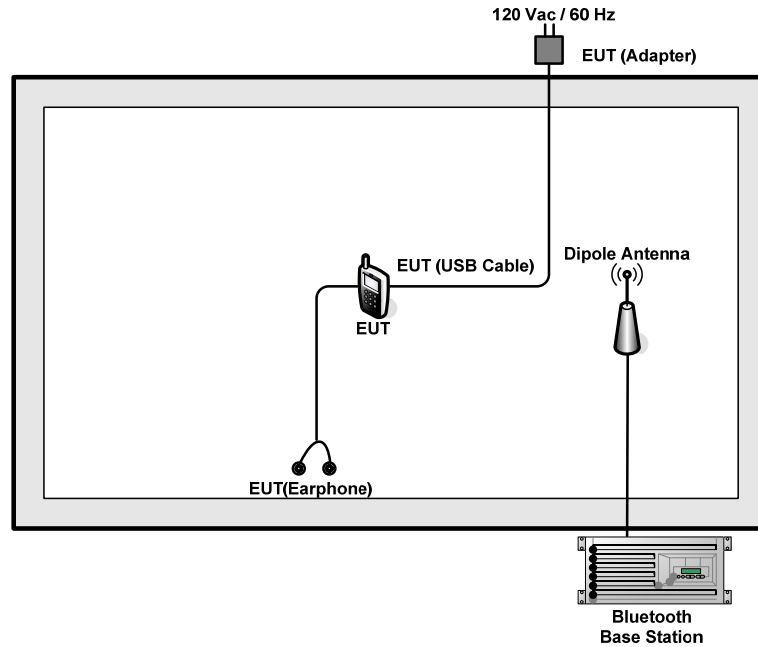 120 Vac / 60 Hz
EUT (Adapter)
EUT (USB Cable)
Dipole Antenna
EUT
EUT(Earphone)
Bluetooth
Base Station